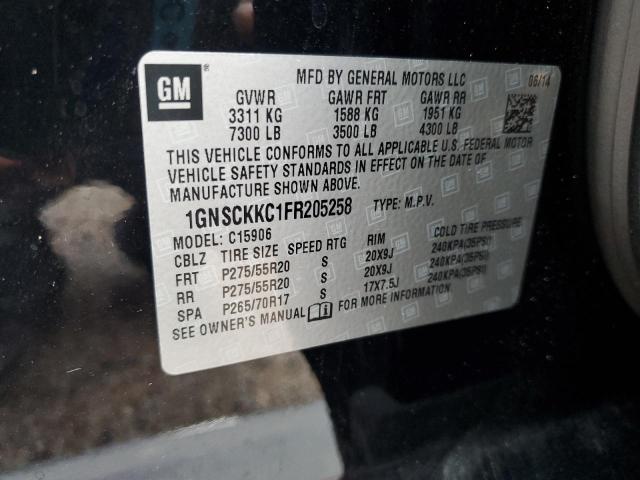 GM ®
MFD BY GENERAL MOTORS LLC 08/14
GVWR GAWR FRT GAWR RR
3311 KG 1588 KG 1951 KG
7300 LB 3500 LB 4300 LB
THIS VEHICLE CONFORMS TO ALL APPLICABLE U.S. FEDERAL MOTOR
VEHICLE SAFETY STANDARDS IN EFFECT ON THE DATE OF
MANUFACTURE SHOWN ABOVE.
1GNSCKKC1FR205258 TYPE: M.P.V.
MODEL: C15906
CBLZ TIRE SIZE SPEED RTG RIM COLD TIRE PRESSURE
FRT P275/55R20 S 20X9J 240KPA(35PSI)
RR P275/55R20 S 20X9J 240KPA(35PSI)
SPA P265/70R17 S 17X7.5J 240KPA(35PSI)
SEE OWNER'S MANUAL FOR MORE INFORMATION